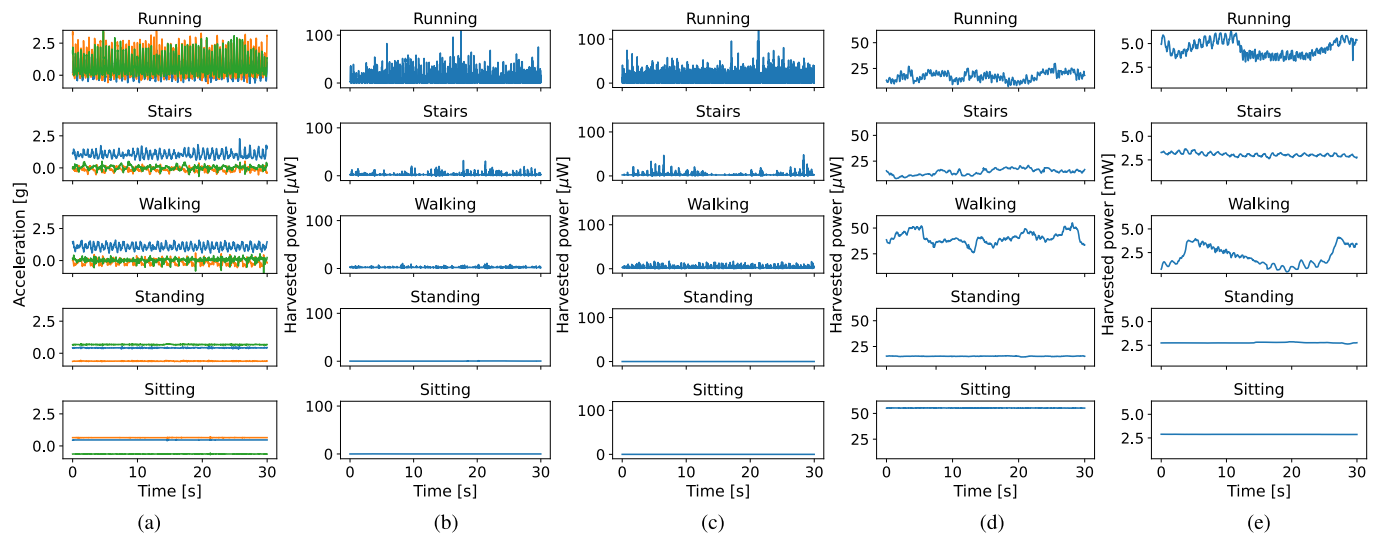 Running
2.5
0.0
Stairs
2.5
0.0
Walking
2.5
0.0
Standing
2.5
0.0
Sitting
2.5
0.0
0 10 20 30
Acceleration [g]
Time [s]
(a)
Running
100
0
Stairs
100
0
Walking
100
0
Standing
100
0
Sitting
100
0
0 10 20 30
Harvested power [µW]
Time [s]
(b)
Running
100
0
Stairs
100
0
Walking
100
0
Standing
100
0
Sitting
100
0
0 10 20 30
Harvested power [µW]
Time [s]
(c)
Running
50
25
Stairs
50
25
Walking
50
25
Standing
50
25
Sitting
50
25
0 10 20 30
Harvested power [µW]
Time [s]
(d)
Running
5.0
2.5
Stairs
5.0
2.5
Walking
5.0
2.5
Standing
5.0
2.5
Sitting
5.0
2.5
0 10 20 30
Harvested power [mW]
Time [s]
(e)